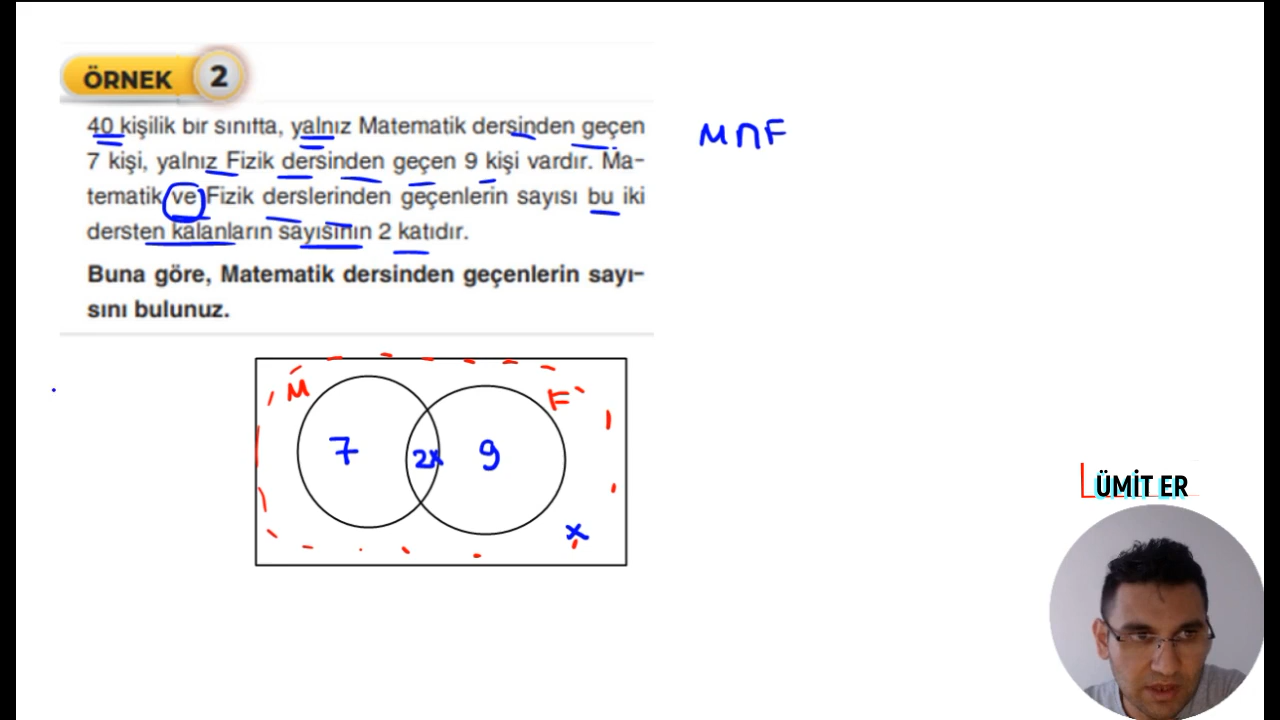 ÖRNEK 2
40 kişilik bir sınıfta, yalnız Matematik dersinden geçen
7 kişi, yalnız Fizik dersinden geçen 9 kişi vardır. Ma-
tematik ve Fizik derslerinden geçenlerin sayısı bu iki
dersten kalanların sayısının 2 katıdır.
Buna göre, Matematik dersinden geçenlerin sayı-
sını bulunuz.
M∩F
M F
7 2x 9
x
ÜMİT ER